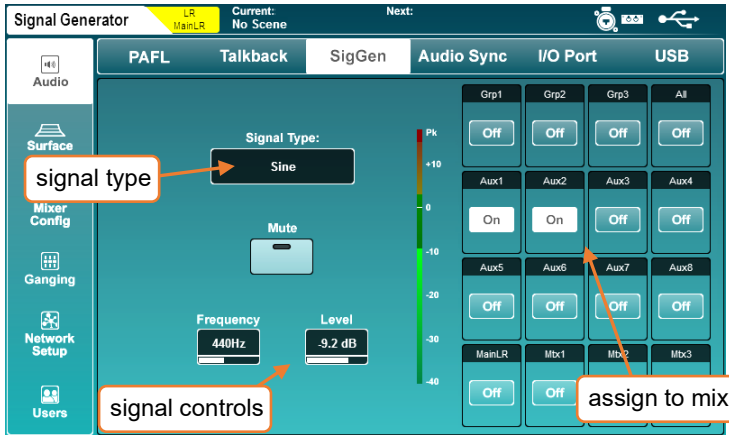 Signal Generator
LR
MainLR
Current:
No Scene
Next:
Audio
PAFL
Talkback
SigGen
Audio Sync
I/O Port
USB
Surface
signal type
Mixer
Config
Ganging
Network
Setup
Users
Signal Type:
Sine
Mute
Frequency
440Hz
Level
-9.2 dB
signal controls
Pk
+10
0
-10
-20
-30
-40
Grp1
Grp2
Grp3
All
Off
Off
Off
Off
Aux1
Aux2
Aux3
Aux4
On
On
Off
Off
Aux5
Aux6
Aux7
Aux8
Off
Off
Off
Off
MainLR
Mtx1
Mtx2
Mtx3
Off
Off
assign to mix